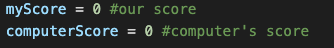 myScore = 0 #our score
computerScore = 0 #computer's score